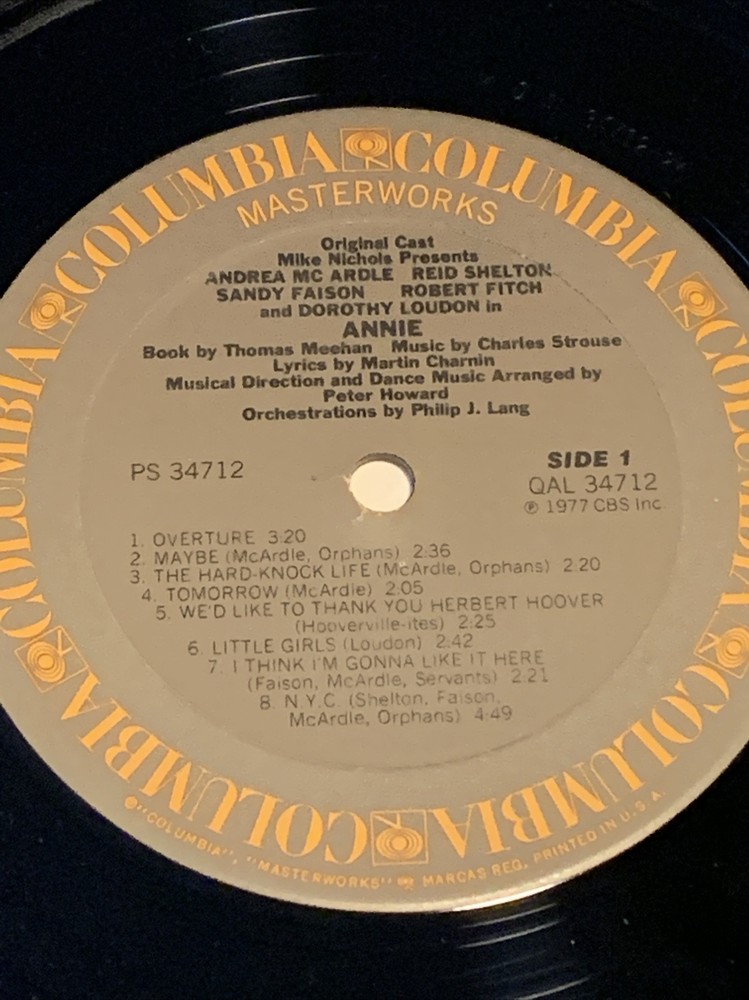 COLUMBIA COLUMBIA COLUMBIA COLUMBIA COLUMBIA COLUMBIA
MASTERWORKS
Original Cast
Mike Nichols Presents
ANDREA MC ARDLE REID SHELTON
SANDY FAISON ROBERT FITCH
and DOROTHY LOUDON in
ANNIE
Book by Thomas Meehan Music by Charles Strouse
Lyrics by Martin Charnin
Musical Direction and Dance Music Arranged by
Peter Howard
Orchestrations by Philip J. Lang
PS 34712
SIDE 1
QAL 34712
℗ 1977 CBS Inc.
1. OVERTURE 3:20
2. MAYBE (McArdle, Orphans) 2:36
3. THE HARD-KNOCK LIFE (McArdle, Orphans) 2:20
4. TOMORROW (McArdle) 2:05
5. WE'D LIKE TO THANK YOU HERBERT HOOVER
(Hooverville-ites) 2:25
6. LITTLE GIRLS (Loudon) 2:42
7. I THINK I'M GONNA LIKE IT HERE
(Faison, McArdle, Servants) 2:21
8. N.Y.C. (Shelton, Faison,
McArdle, Orphans) 4:49
® "COLUMBIA", "MASTERWORKS" MARCAS REG. PRINTED IN U.S.A.